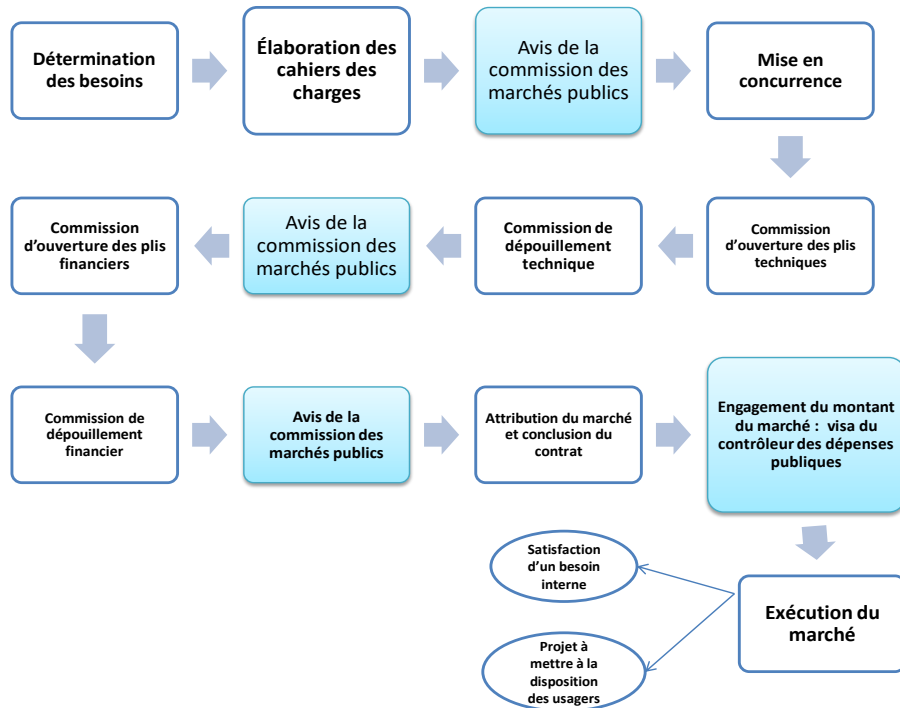 Détermination
des besoins
Élaboration des
cahiers des
charges
Avis de la
commission des
marchés publics
Mise en
concurrence
Commission
d'ouverture des plis
techniques
Commission de
dépouillement
technique
Avis de la
commission des
marchés publics
Commission
d'ouverture des plis
financiers
Commission de
dépouillement
financier
Avis de la
commission des
marchés publics
Attribution du marché
et conclusion du
contrat
Engagement du montant
du marché : visa du
contrôleur des dépenses
publiques
Exécution du
marché
Satisfaction
d'un besoin
interne
Projet à
mettre à la
disposition
des usagers